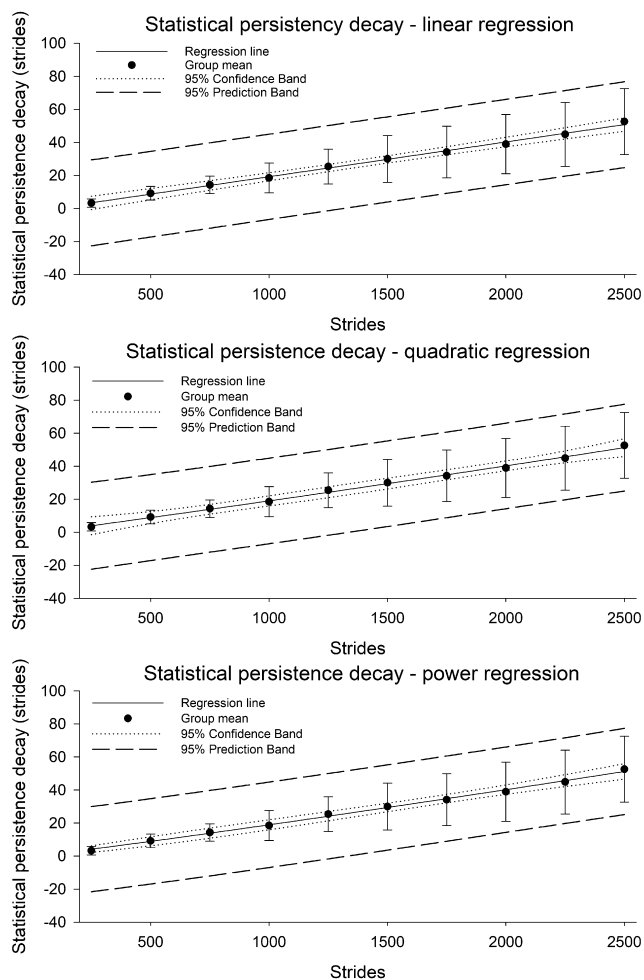 Statistical persistency decay - linear regression
Statistical persistence decay (strides)
100
80
60
40
20
0
-20
-40
Regression line
Group mean
95% Confidence Band
95% Prediction Band
500
1000
1500
2000
2500
Strides
Statistical persistence decay - quadratic regression
Statistical persistence decay (strides)
100
80
60
40
20
0
-20
-40
Regression line
Group mean
95% Confidence Band
95% Prediction Band
500
1000
1500
2000
2500
Strides
Statistical persistence decay - power regression
Statistical persistence decay (strides)
100
80
60
40
20
0
-20
-40
Regression line
Group mean
95% Confidence Band
95% Prediction Band
500
1000
1500
2000
2500
Strides